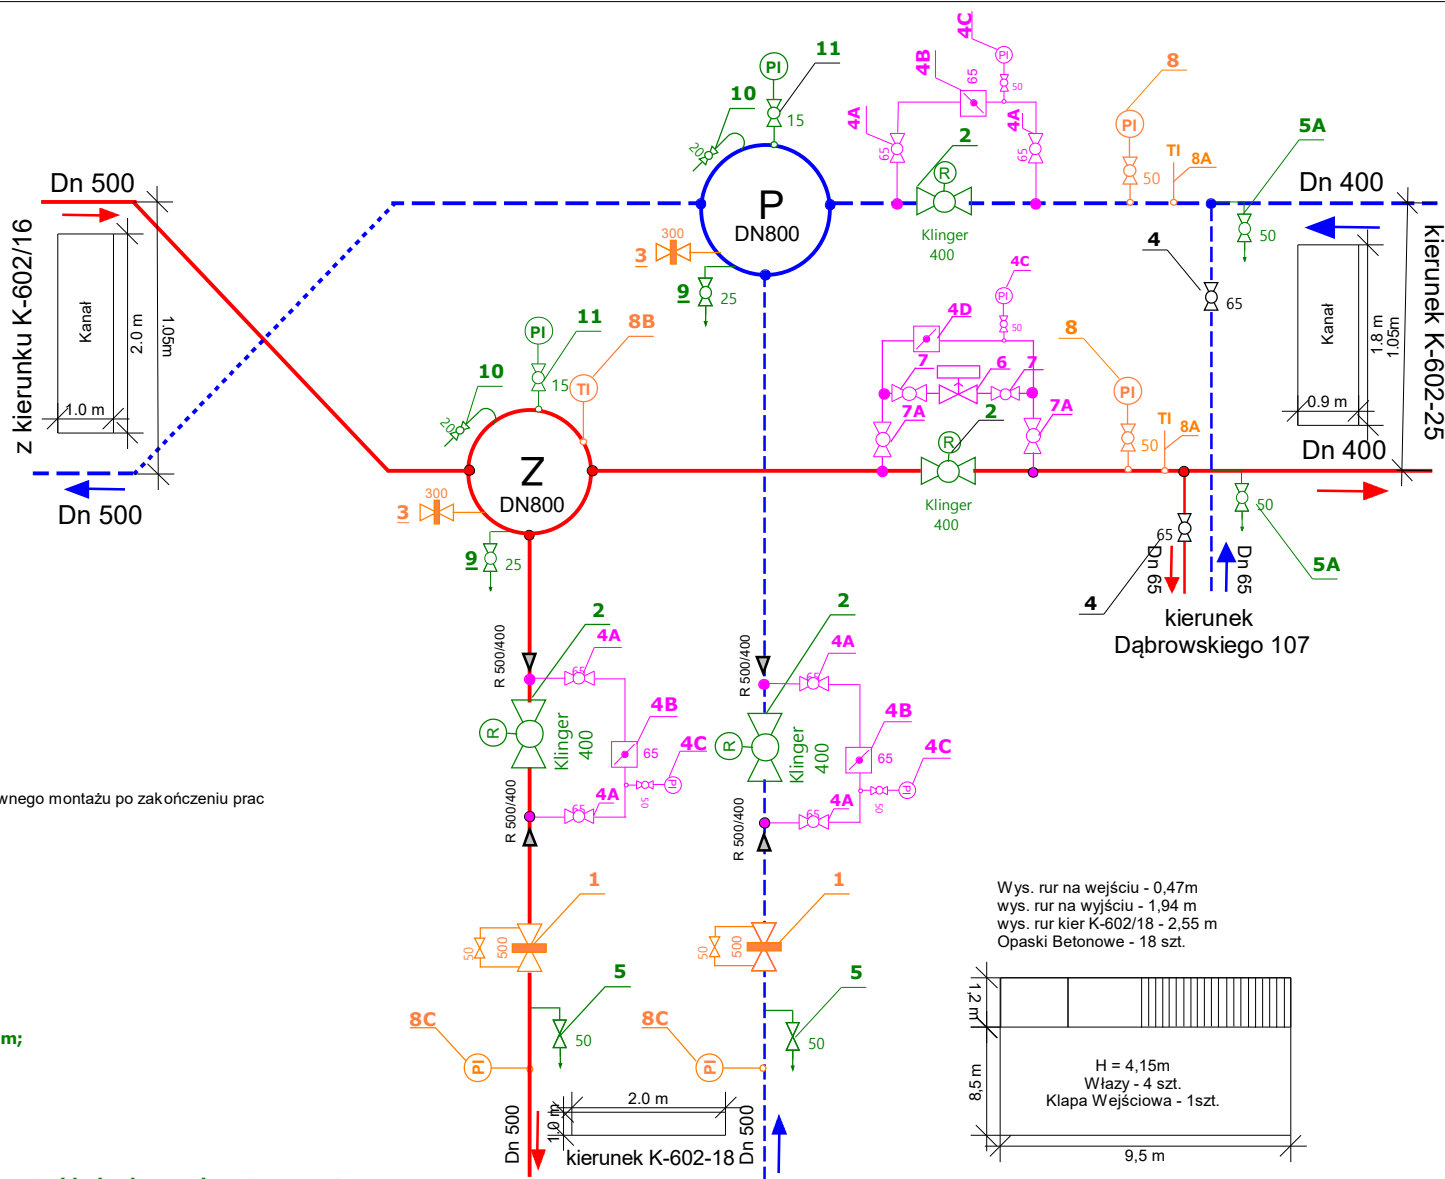 4C
PI
50
4B
65
4A
65
4A
65
11
PI
15
10
20
8
PI
50
TI
8A
5A
50
2
R
Klinger
400
Dn 500
Dn 400
P
DN800
300
3
9
25
4
65
z kierunku K-602/16
Kanał
2.0 m
1.05m
1.0 m
Dn 500
kierunek K-602-25
Kanał
1.8 m
1.05m
0.9 m
Dn 400
11
PI
15
8B
TI
10
20
Z
DN800
300
3
9
25
4C
PI
50
4D
7
6
7
7A
7A
2
R
Klinger
400
8
PI
50
TI
8A
50
5A
65
4
Dn 65
Dn 65
kierunek
Dąbrowskiego 107
2
4A
R 500/400
65
R
Klinger
400
4B
65
4C
PI
50
4A
65
R 500/400
2
4A
R 500/400
65
R
Klinger
400
4B
65
4C
PI
50
4A
65
R 500/400
wnego montażu po zakończeniu prac
1
50
500
1
50
500
5
50
5
50
8C
PI
8C
PI
m;
Dn 500
2.0 m
1.0 m
kierunek K-602-18
Dn 500
Wys. rur na wejściu - 0,47m
wys. rur na wyjściu - 1,94 m
wys. rur kier K-602/18 - 2,55 m
Opaski Betonowe - 18 szt.
1,2 m
8,5 m
H = 4,15m
Włazy - 4 szt.
Klapa Wejściowa - 1szt.
9,5 m